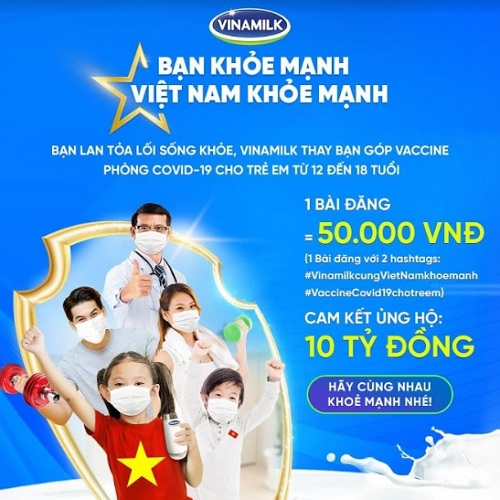 VINAMILK
BẠN KHỎE MẠNH
VIỆT NAM KHỎE MẠNH
BẠN LAN TỎA LỐI SỐNG KHỎE, VINAMILK THAY BẠN GÓP VACCINE
PHÒNG COVID-19 CHO TRẺ EM TỪ 12 ĐẾN 18 TUỔI
1 BÀI ĐĂNG
= 50.000 VNĐ
(1 Bài đăng với 2 hashtags:
#VinamilkcungVietNamkhoemanh
#VaccineCovid19chotreem)
CAM KẾT ỦNG HỘ:
10 TỶ ĐỒNG
HÃY CÙNG NHAU
KHOẺ MẠNH NHÉ!